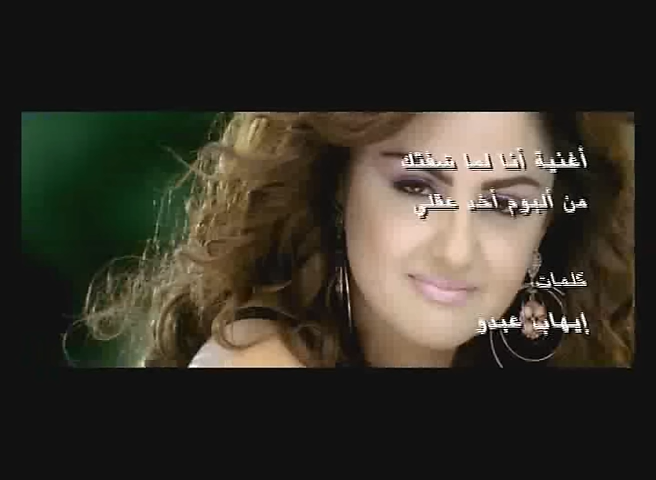 أغنية أنا لما شفتك
من ألبوم أخد عقلي
كلمات
إيهاب عبدو